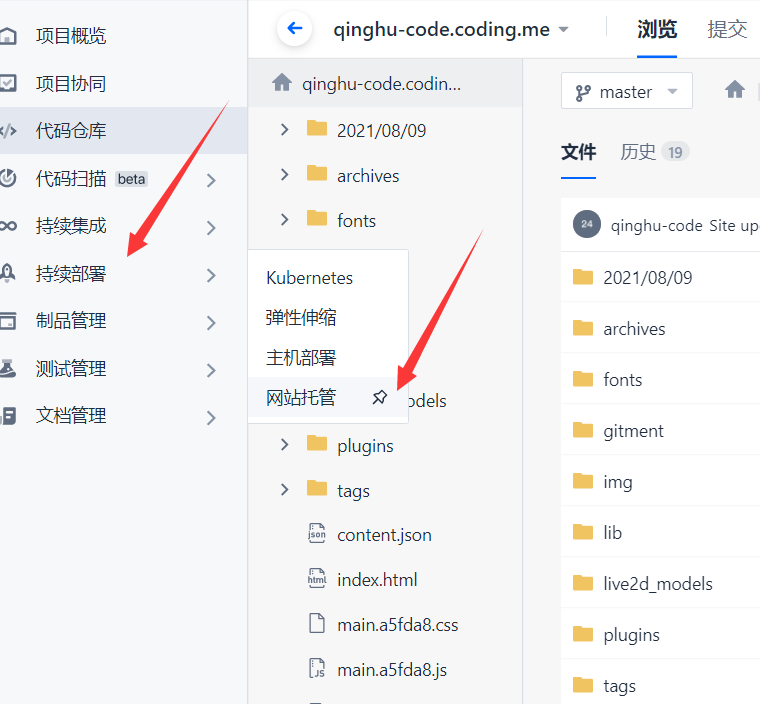 项目概览
项目协同
代码仓库
代码扫描 beta
持续集成
持续部署
制品管理
测试管理
文档管理
qinghu-code.coding.me
浏览
提交
qinghu-code.codin...
2021/08/09
archives
fonts
Kubernetes
弹性伸缩
主机部署
网站托管
odels
plugins
tags
content.json
json
index.html
html
main.a5fda8.css
main.a5fda8.js
JS
master
文件
历史 19
24 qinghu-code Site up
2021/08/09
archives
fonts
gitment
img
lib
live2d_models
plugins
tags